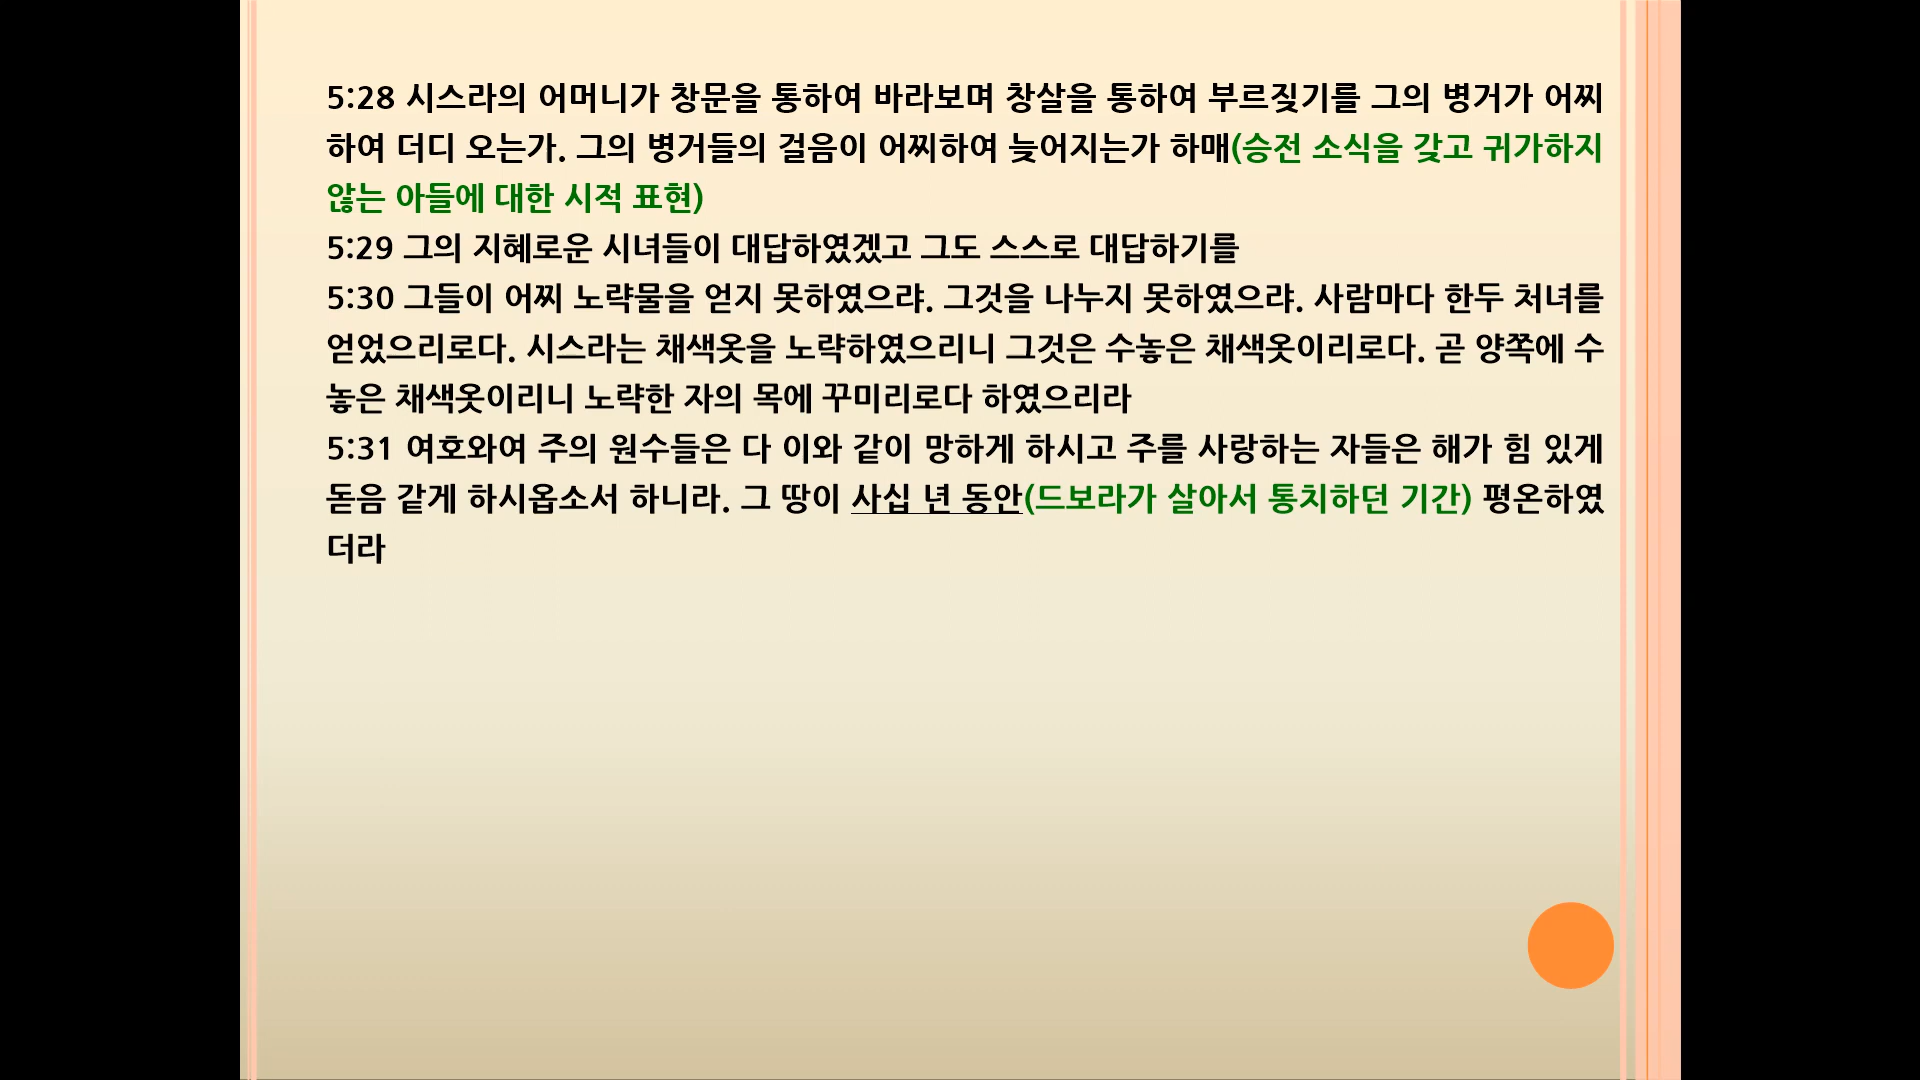 5:28 시스라의 어머니가 창문을 통하여 바라보며 창살을 통하여 부르짖기를 그의 병거가 어찌
하여 더디 오는가. 그의 병거들의 걸음이 어찌하여 늦어지는가 하매(승전 소식을 갖고 귀가하지
않는 아들에 대한 시적 표현)
5:29 그의 지혜로운 시녀들이 대답하였겠고 그도 스스로 대답하기를
5:30 그들이 어찌 노략물을 얻지 못하였으랴. 그것을 나누지 못하였으랴. 사람마다 한두 처녀를
얻었으리로다. 시스라는 채색옷을 노략하였으리니 그것은 수놓은 채색옷이리로다. 곧 양쪽에 수
놓은 채색옷이리니 노략한 자의 목에 꾸미리로다 하였으리라
5:31 여호와여 주의 원수들은 다 이와 같이 망하게 하시고 주를 사랑하는 자들은 해가 힘 있게
돋음 같게 하시옵소서 하니라. 그 땅이 사십 년 동안(드보라가 살아서 통치하던 기간) 평온하였
더라